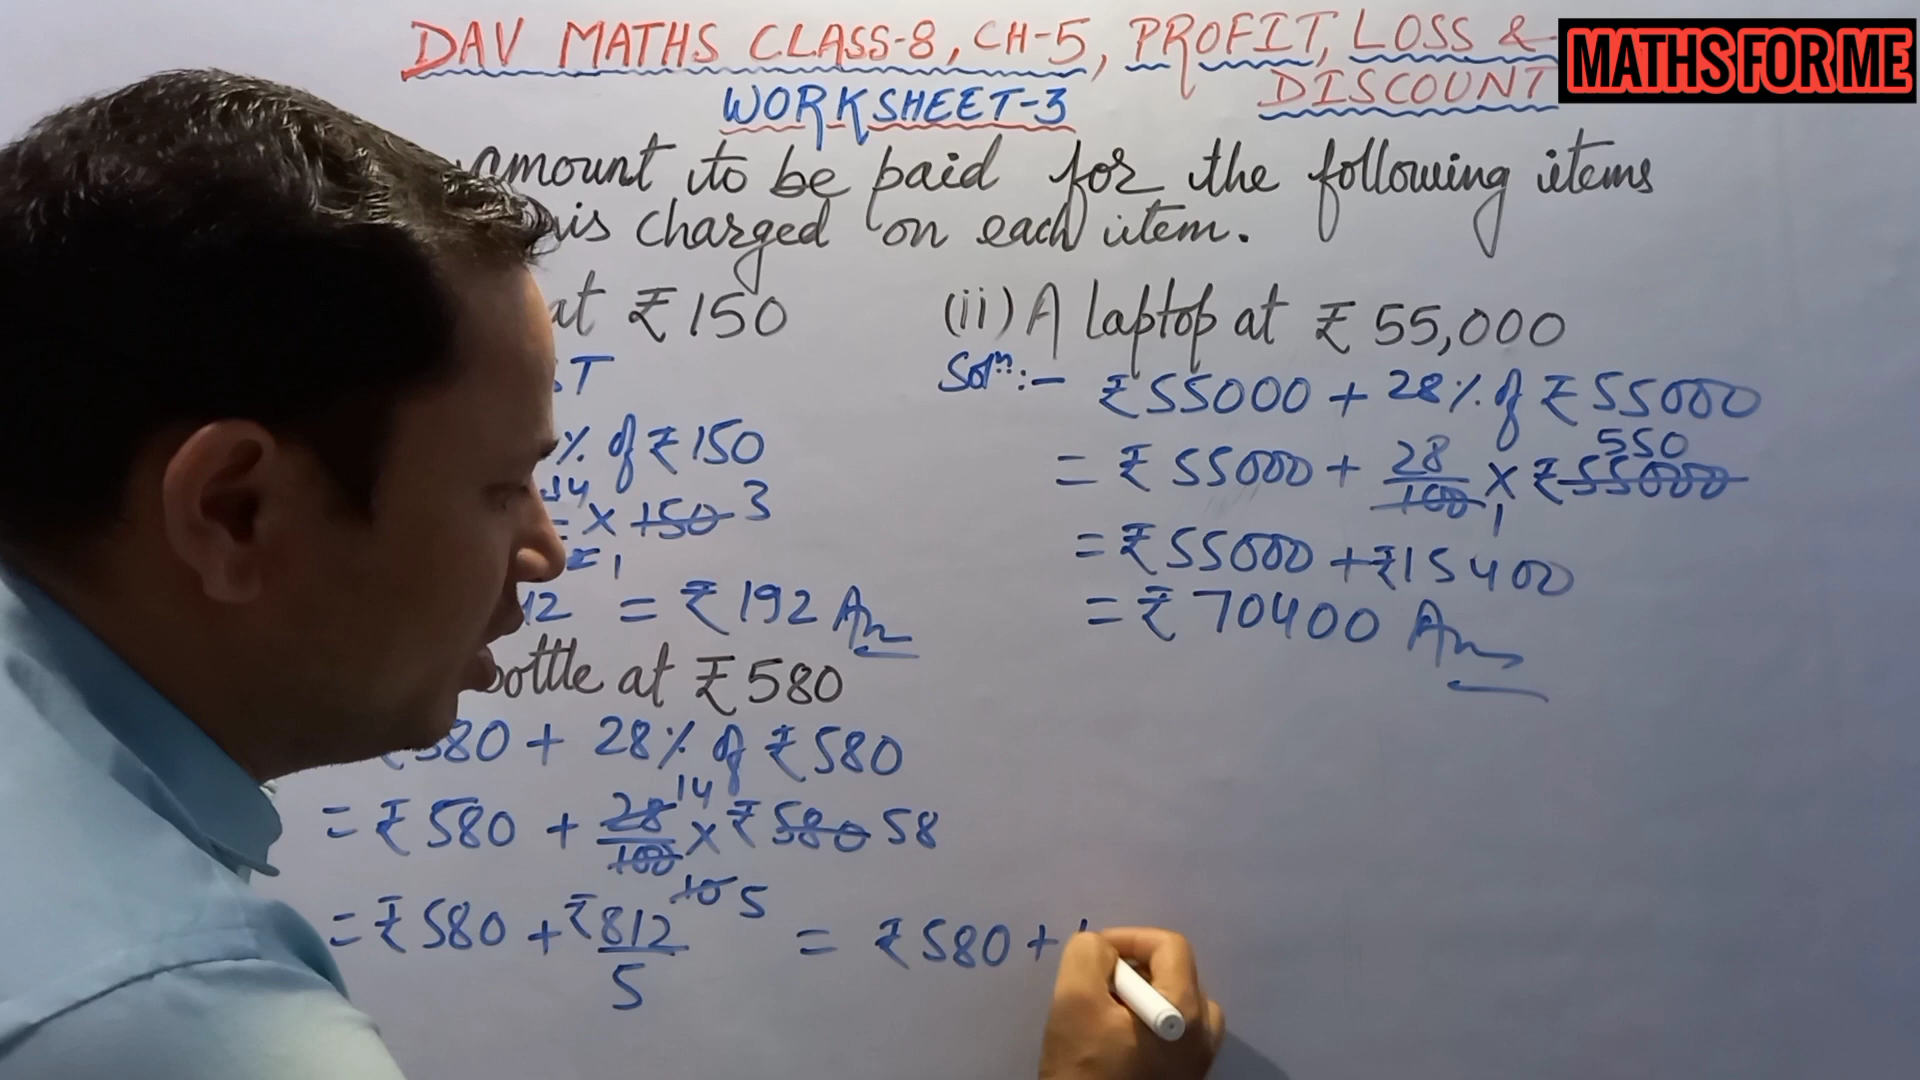 DAV MATHS CLASS-8, CH-5, PROFIT, LOSS &
DISCOUNT
MATHS FOR ME
WORKSHEET-3
amount to be paid for the following items
is charged on each item.
at ₹150
T
% of ₹150
14
× 150 3
1
12 = ₹192 Ans
(ii) A laptop at ₹ 55,000
Solⁿ:- ₹55000 + 28% of ₹55000
= ₹55000 + 28/100 × ₹55000 550
1
= ₹55000 + ₹15400
= ₹70400 Ans
bottle at ₹580
580 + 28% of ₹580
= ₹580 + 28/100 14 × ₹580 58
10 5
= ₹580 + ₹812/5 = ₹580 +